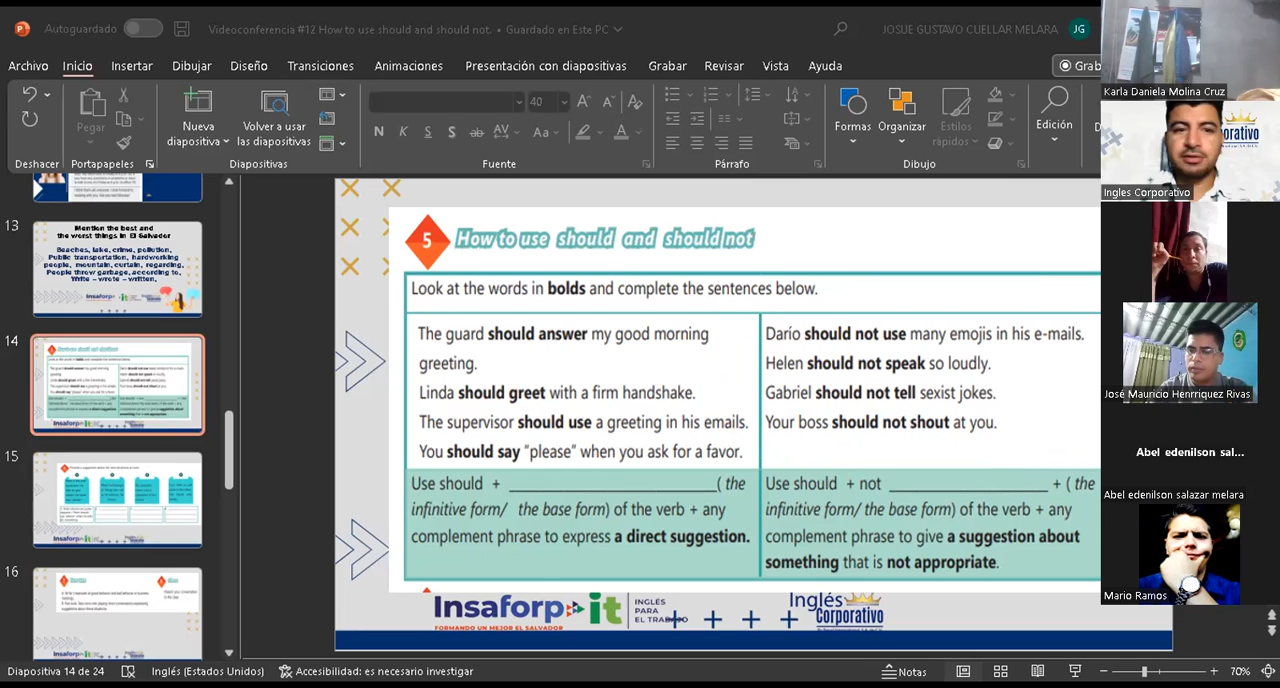 Autoguardado
Videoconferencia #12 How to use should and should not. • Guardado en Este PC
JOSUE GUSTAVO CUELLAR MELARA
JG
Archivo Inicio Insertar Dibujar Diseño Transiciones Animaciones Presentación con diapositivas Grabar Revisar Vista Ayuda
Grab
Pegar
Nueva diapositiva
Volver a usar las diapositivas
40
N K S S ab AV Aa A
Formas Organizar Estilos rápidos Edición
Deshacer Portapapeles Diapositivas Fuente Párrafo Dibujo
13
Mention the best and
the worst things in El Salvador
Beaches, lake, crime, pollution,
Public transportation, hardworking
people, mountain, curtain, regarding,
People throw garbage, according to,
Write – wrote – written,
14
15
16
5 How to use should and should not
Look at the words in bolds and complete the sentences below.
The guard should answer my good morning
greeting.
Linda should greet with a firm handshake.
The supervisor should use a greeting in his emails.
You should say “please” when you ask for a favor.
Dario should not use many emojis in his e-mails.
Helen should not speak so loudly.
Gabriel should not tell sexist jokes.
Your boss should not shout at you.
Use should + ____________________ ( the
infinitive form/ the base form) of the verb + any
complement phrase to express a direct suggestion.
Use should + not ____________________ + ( the
infinitive form/ the base form) of the verb + any
complement phrase to give a suggestion about
something that is not appropriate.
Insaforp it
FORMANDO UN MEJOR EL SALVADOR
INGLÉS
PARA
EL TRABAJO
Inglés
Corporativo
Karla Daniela Molina Cruz
orativo
Ingles Corporativo
José Mauricio Henrriquez Rivas
Abel edenilson sal...
Abel edenilson salazar melara
Mario Ramos
Diapositiva 14 de 24
Inglés (Estados Unidos)
Accesibilidad: es necesario investigar
Notas
70%